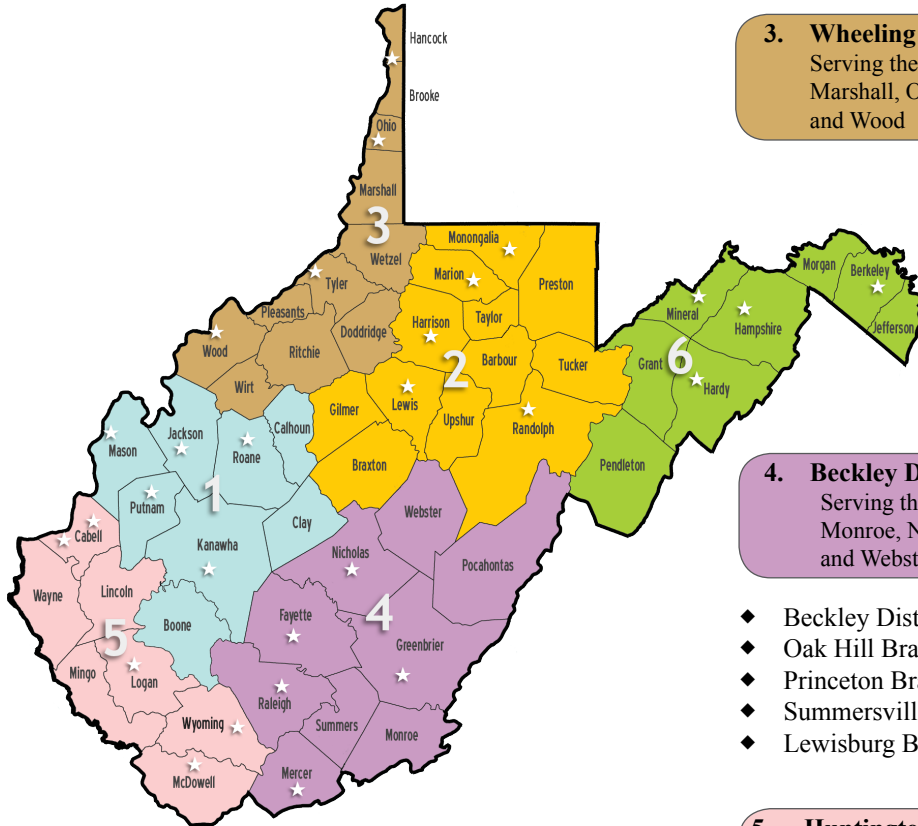 Hancock
Brooke
Ohio
Marshall
3
Wetzel
Tyler
Pleasants
Doddridge
Ritchie
Wood
Wirt
Monongalia
Marion
Preston
Taylor
Harrison
2
Barbour
Tucker
Lewis
Gilmer
Upshur
Randolph
Braxton
Morgan
Berkeley
Jefferson
Mineral
Hampshire
Grant
6
Hardy
Pendleton
Mason
Jackson
Roane
Calhoun
1
Putnam
Clay
Kanawha
Boone
Cabell
Wayne
Lincoln
5
Mingo
Logan
Wyoming
McDowell
Webster
Nicholas
Pocahontas
Fayette
4
Greenbrier
Raleigh
Summers
Monroe
Mercer
3. Wheeling
Serving the
Marshall, O
and Wood
4. Beckley D
Serving th
Monroe, N
and Webst
◆ Beckley Dist
◆ Oak Hill Bra
◆ Princeton Bra
◆ Summersvill
◆ Lewisburg B
5. Huntingt